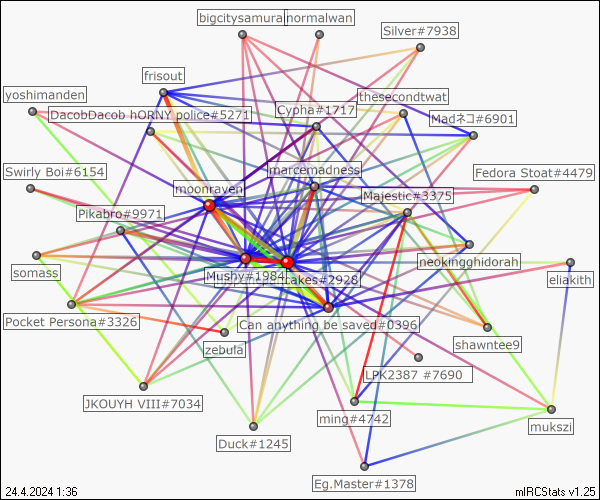 bigcitysamurai
normalwan
Silver#7938
frisout
thesecondtwat
yoshimanden
DacobDacob hORNY police#5271
Cypha#1717
Madネコ#6901
marcemadness
Swirly Boi#6154
moonrayen
Majestic#3375
Fedora Stoat#4479
Pikabro#9971
somass
Mushy#1984
akes#2928
neokingghidorah
eliakith
Pocket Persona#3326
Can anything be saved#0396
zebula
shawntee9
LPK2387 #7690
JKOUYH VIII#7034
ming#4742
mukszi
Duck#1245
Eg.Master#1378
24.4.2024 1:36
mIRCStats v1.25